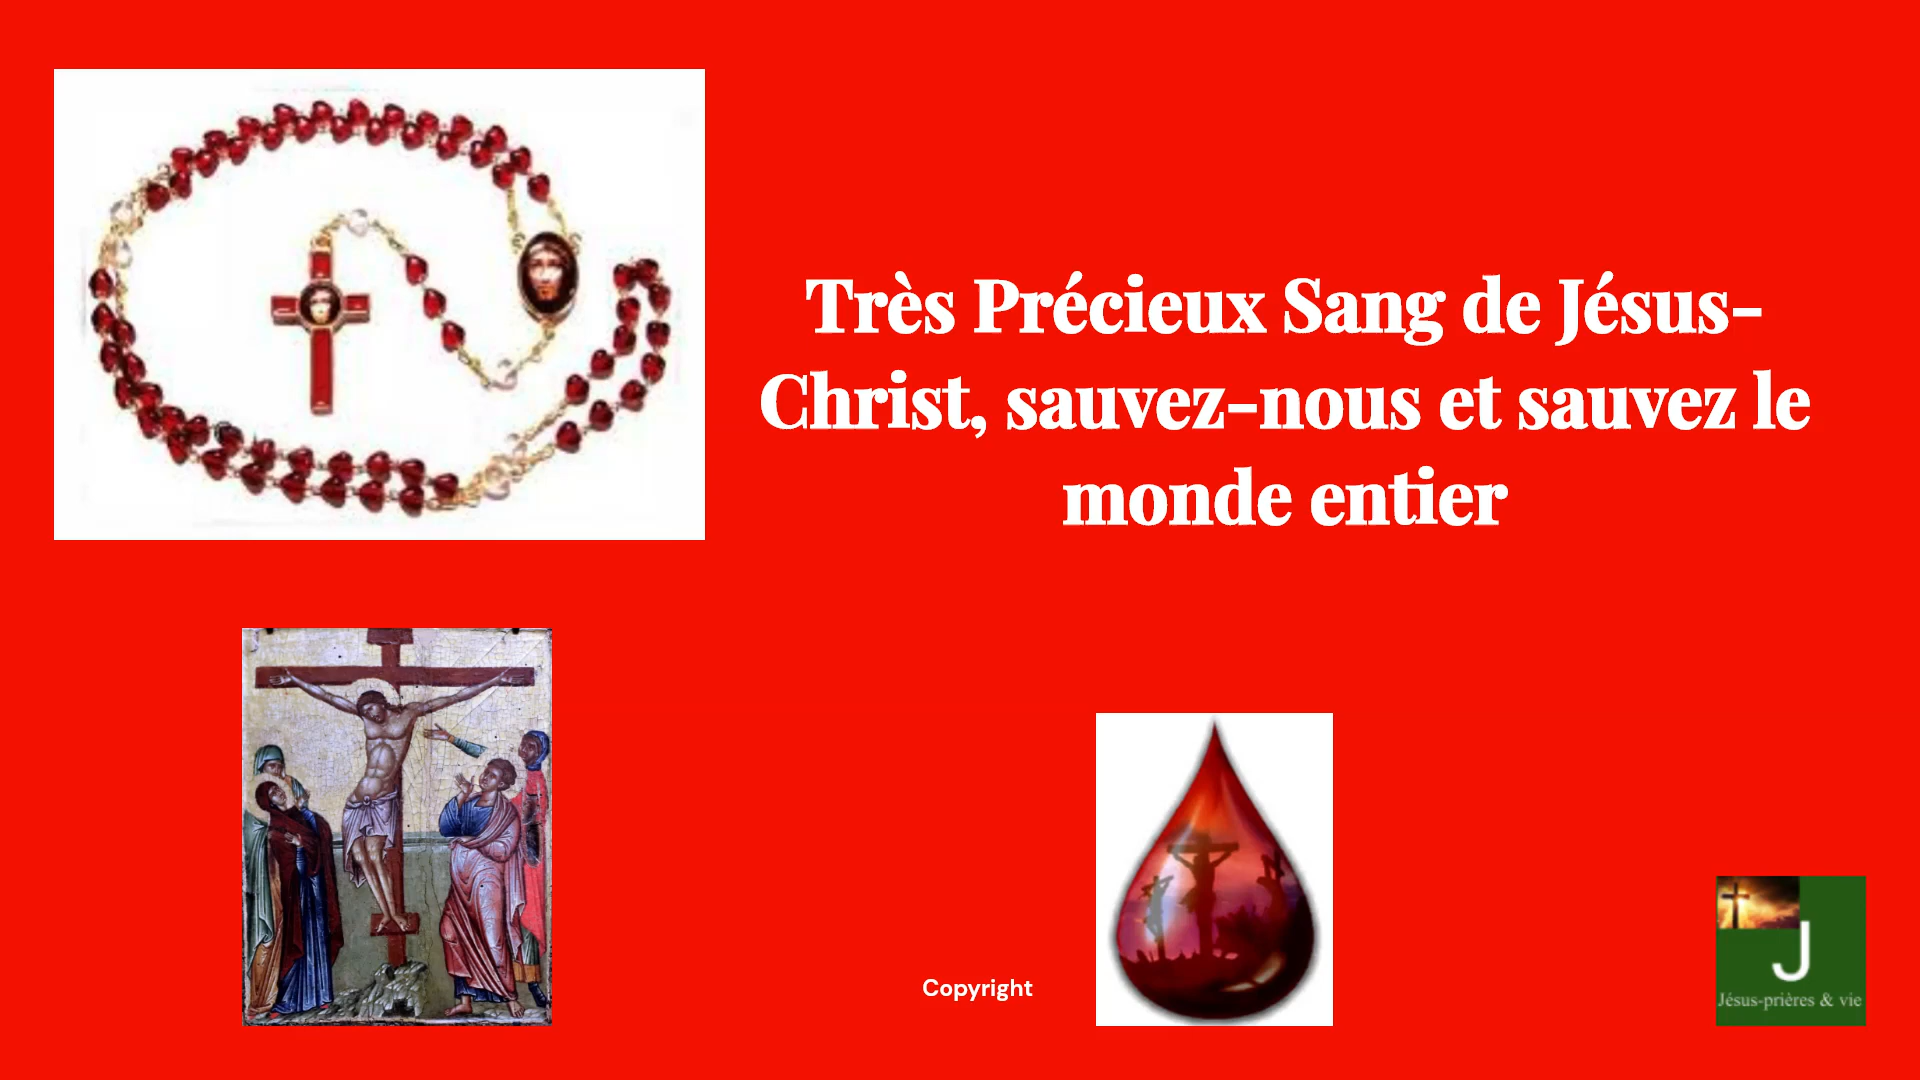 Très Précieux Sang de Jésus-
Christ, sauvez-nous et sauvez le
monde entier
Copyright
J
Jésus-prières & vie